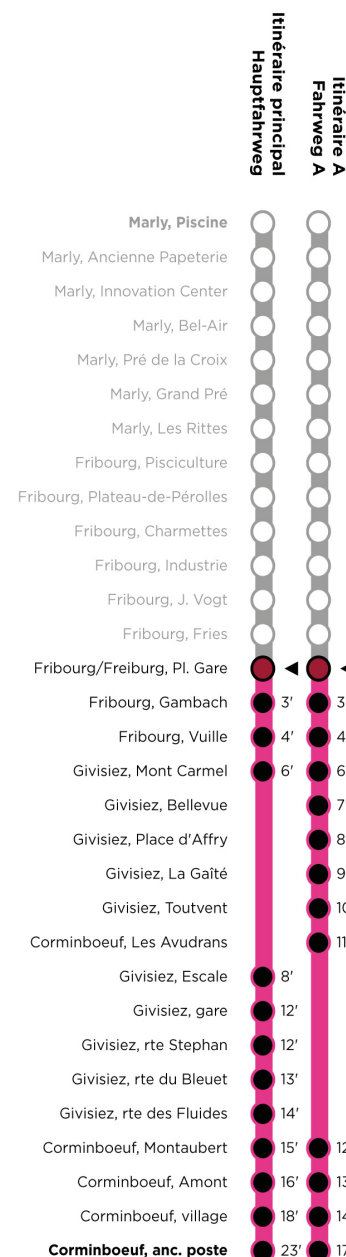 Itinéraire principal
Hauptfahrweg
Itinéraire A
Fahrweg A
Marly, Piscine
Marly, Ancienne Papeterie
Marly, Innovation Center
Marly, Bel-Air
Marly, Pré de la Croix
Marly, Grand Pré
Marly, Les Rittes
Fribourg, Pisciculture
Fribourg, Plateau-de-Pérolles
Fribourg, Charmettes
Fribourg, Industrie
Fribourg, J. Vogt
Fribourg, Fries
Fribourg/Freiburg, Pl. Gare
Fribourg, Gambach 3' 3
Fribourg, Vuille 4' 4
Givisiez, Mont Carmel 6' 6
Givisiez, Bellevue 7
Givisiez, Place d'Affry 8
Givisiez, La Gaîté 9
Givisiez, Toutvent 10
Corminboeuf, Les Avudrans 11
Givisiez, Escale 8'
Givisiez, gare 12'
Givisiez, rte Stephan 12'
Givisiez, rte du Bleuet 13'
Givisiez, rte des Fluides 14'
Corminboeuf, Montaubert 15' 12
Corminboeuf, Amont 16' 13
Corminboeuf, village 18' 14
Corminboeuf, anc. poste 23' 17